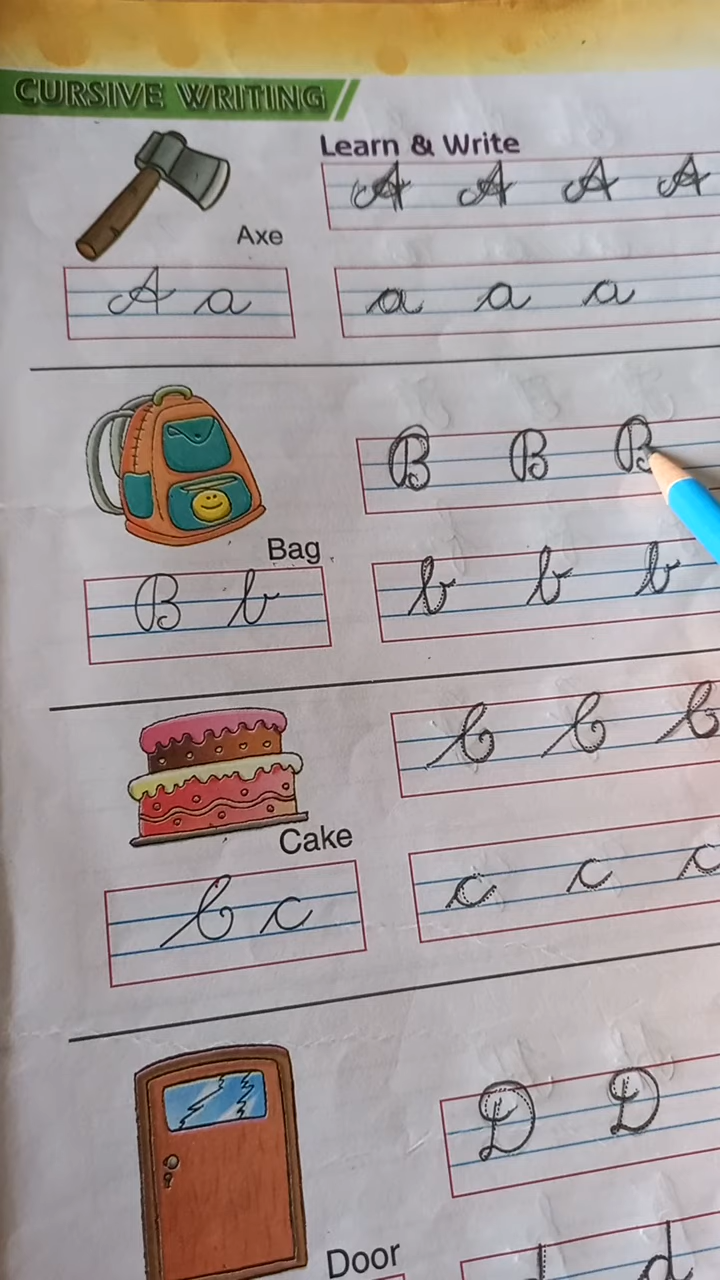 CURSIVE WRITING
Learn & Write
A A A A
Axe
A a
a a a
B B B
Bag
B b
b b b
C C C
Cake
C c
c c c
D D
Door
d d